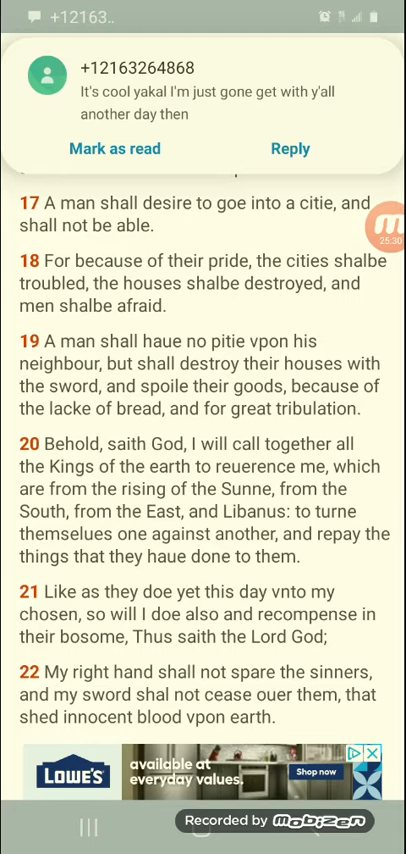 +12163..
+12163264868
It's cool yakal I'm just gone get with y'all
another day then
Mark as read
Reply
17 A man shall desire to goe into a citie, and
shall not be able.
25:30
18 For because of their pride, the cities shalbe
troubled, the houses shalbe destroyed, and
men shalbe afraid.
19 A man shall haue no pitie vpon his
neighbour, but shall destroy their houses with
the sword, and spoile their goods, because of
the lacke of bread, and for great tribulation.
20 Behold, saith God, I will call together all
the Kings of the earth to reuerence me, which
are from the rising of the Sunne, from the
South, from the East, and Libanus: to turne
themselues one against another, and repay the
things that they haue done to them.
21 Like as they doe yet this day vnto my
chosen, so will I doe also and recompense in
their bosome, Thus saith the Lord God;
22 My right hand shall not spare the sinners,
and my sword shal not cease ouer them, that
shed innocent blood vpon earth.
LOWE'S
available at
everyday values.
Shop now
Recorded by mobizen